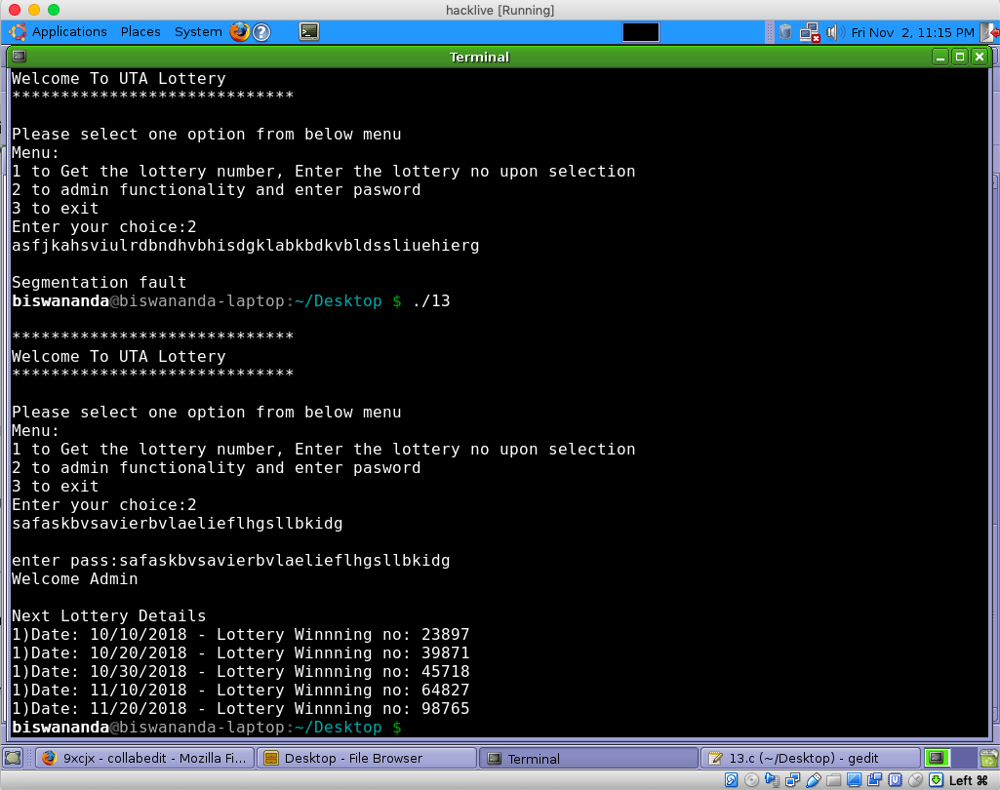 hacklive [Running]
Applications Places System
Fri Nov 2, 11:15 PM
Terminal
Welcome To UTA Lottery
*****************************
Please select one option from below menu
Menu:
1 to Get the lottery number, Enter the lottery no upon selection
2 to admin functionality and enter pasword
3 to exit
Enter your choice:2
asfjkahsviulrdbndhvbhisdgklabkbdkvbldssliuehierg
Segmentation fault
biswananda@biswananda-laptop:~/Desktop $ ./13
*****************************
Welcome To UTA Lottery
*****************************
Please select one option from below menu
Menu:
1 to Get the lottery number, Enter the lottery no upon selection
2 to admin functionality and enter pasword
3 to exit
Enter your choice:2
safaskbvsavierbvlaelieflhgsllbkidg
enter pass:safaskbvsavierbvlaelieflhgsllbkidg
Welcome Admin
Next Lottery Details
1)Date: 10/10/2018 - Lottery Winnning no: 23897
1)Date: 10/20/2018 - Lottery Winnning no: 39871
1)Date: 10/30/2018 - Lottery Winnning no: 45718
1)Date: 11/10/2018 - Lottery Winnning no: 64827
1)Date: 11/20/2018 - Lottery Winnning no: 98765
biswananda@biswananda-laptop:~/Desktop $
9xcjx - collabedit - Mozilla Fi... Desktop - File Browser Terminal 13.c (~/Desktop) - gedit
Left ⌘